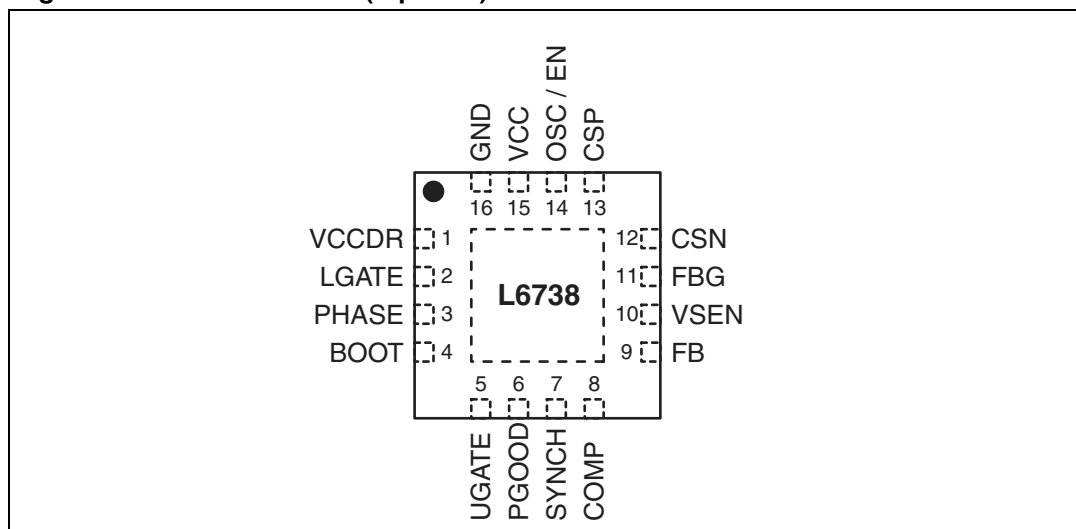 GND
VCC
OSC / EN
CSP
16 15 14 13
VCCDR 1
LGATE 2
PHASE 3
BOOT 4
L6738
12 CSN
11 FBG
10 VSEN
9 FB
5 6 7 8
UGATE
PGOOD
SYNCH
COMP